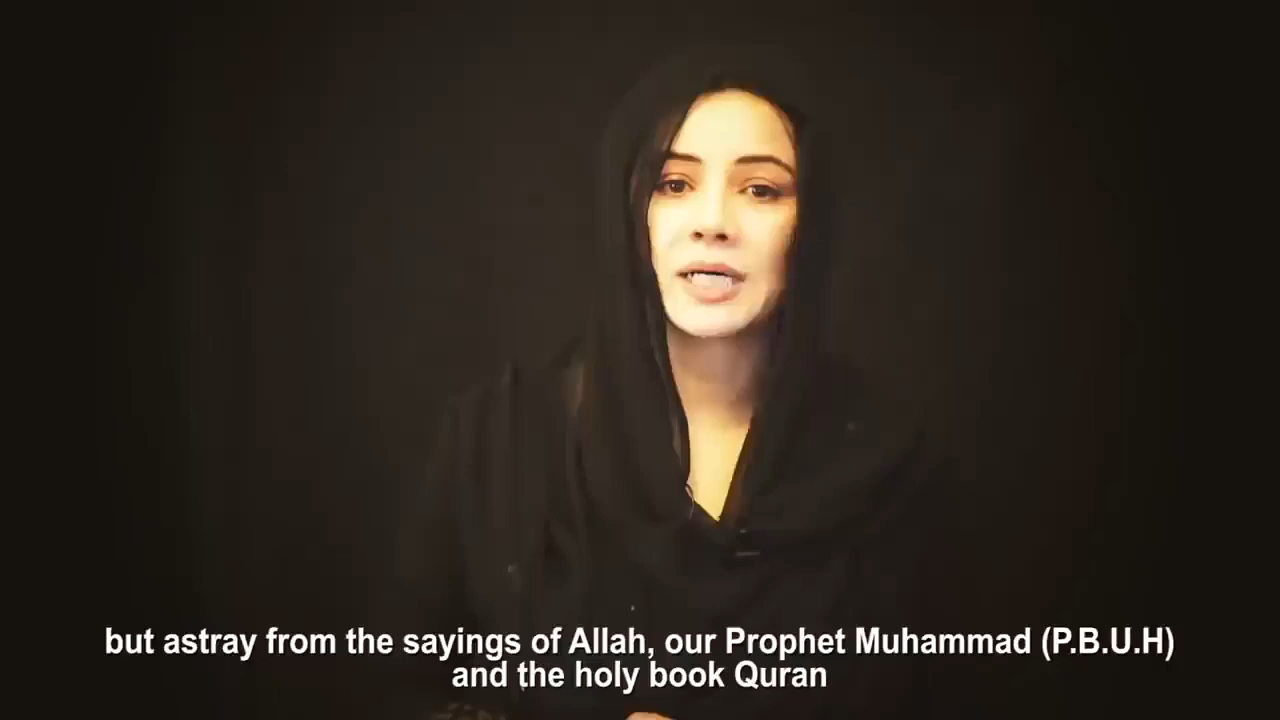 but astray from the sayings of Allah, our Prophet Muhammad (P.B.U.H)
and the holy book Quran